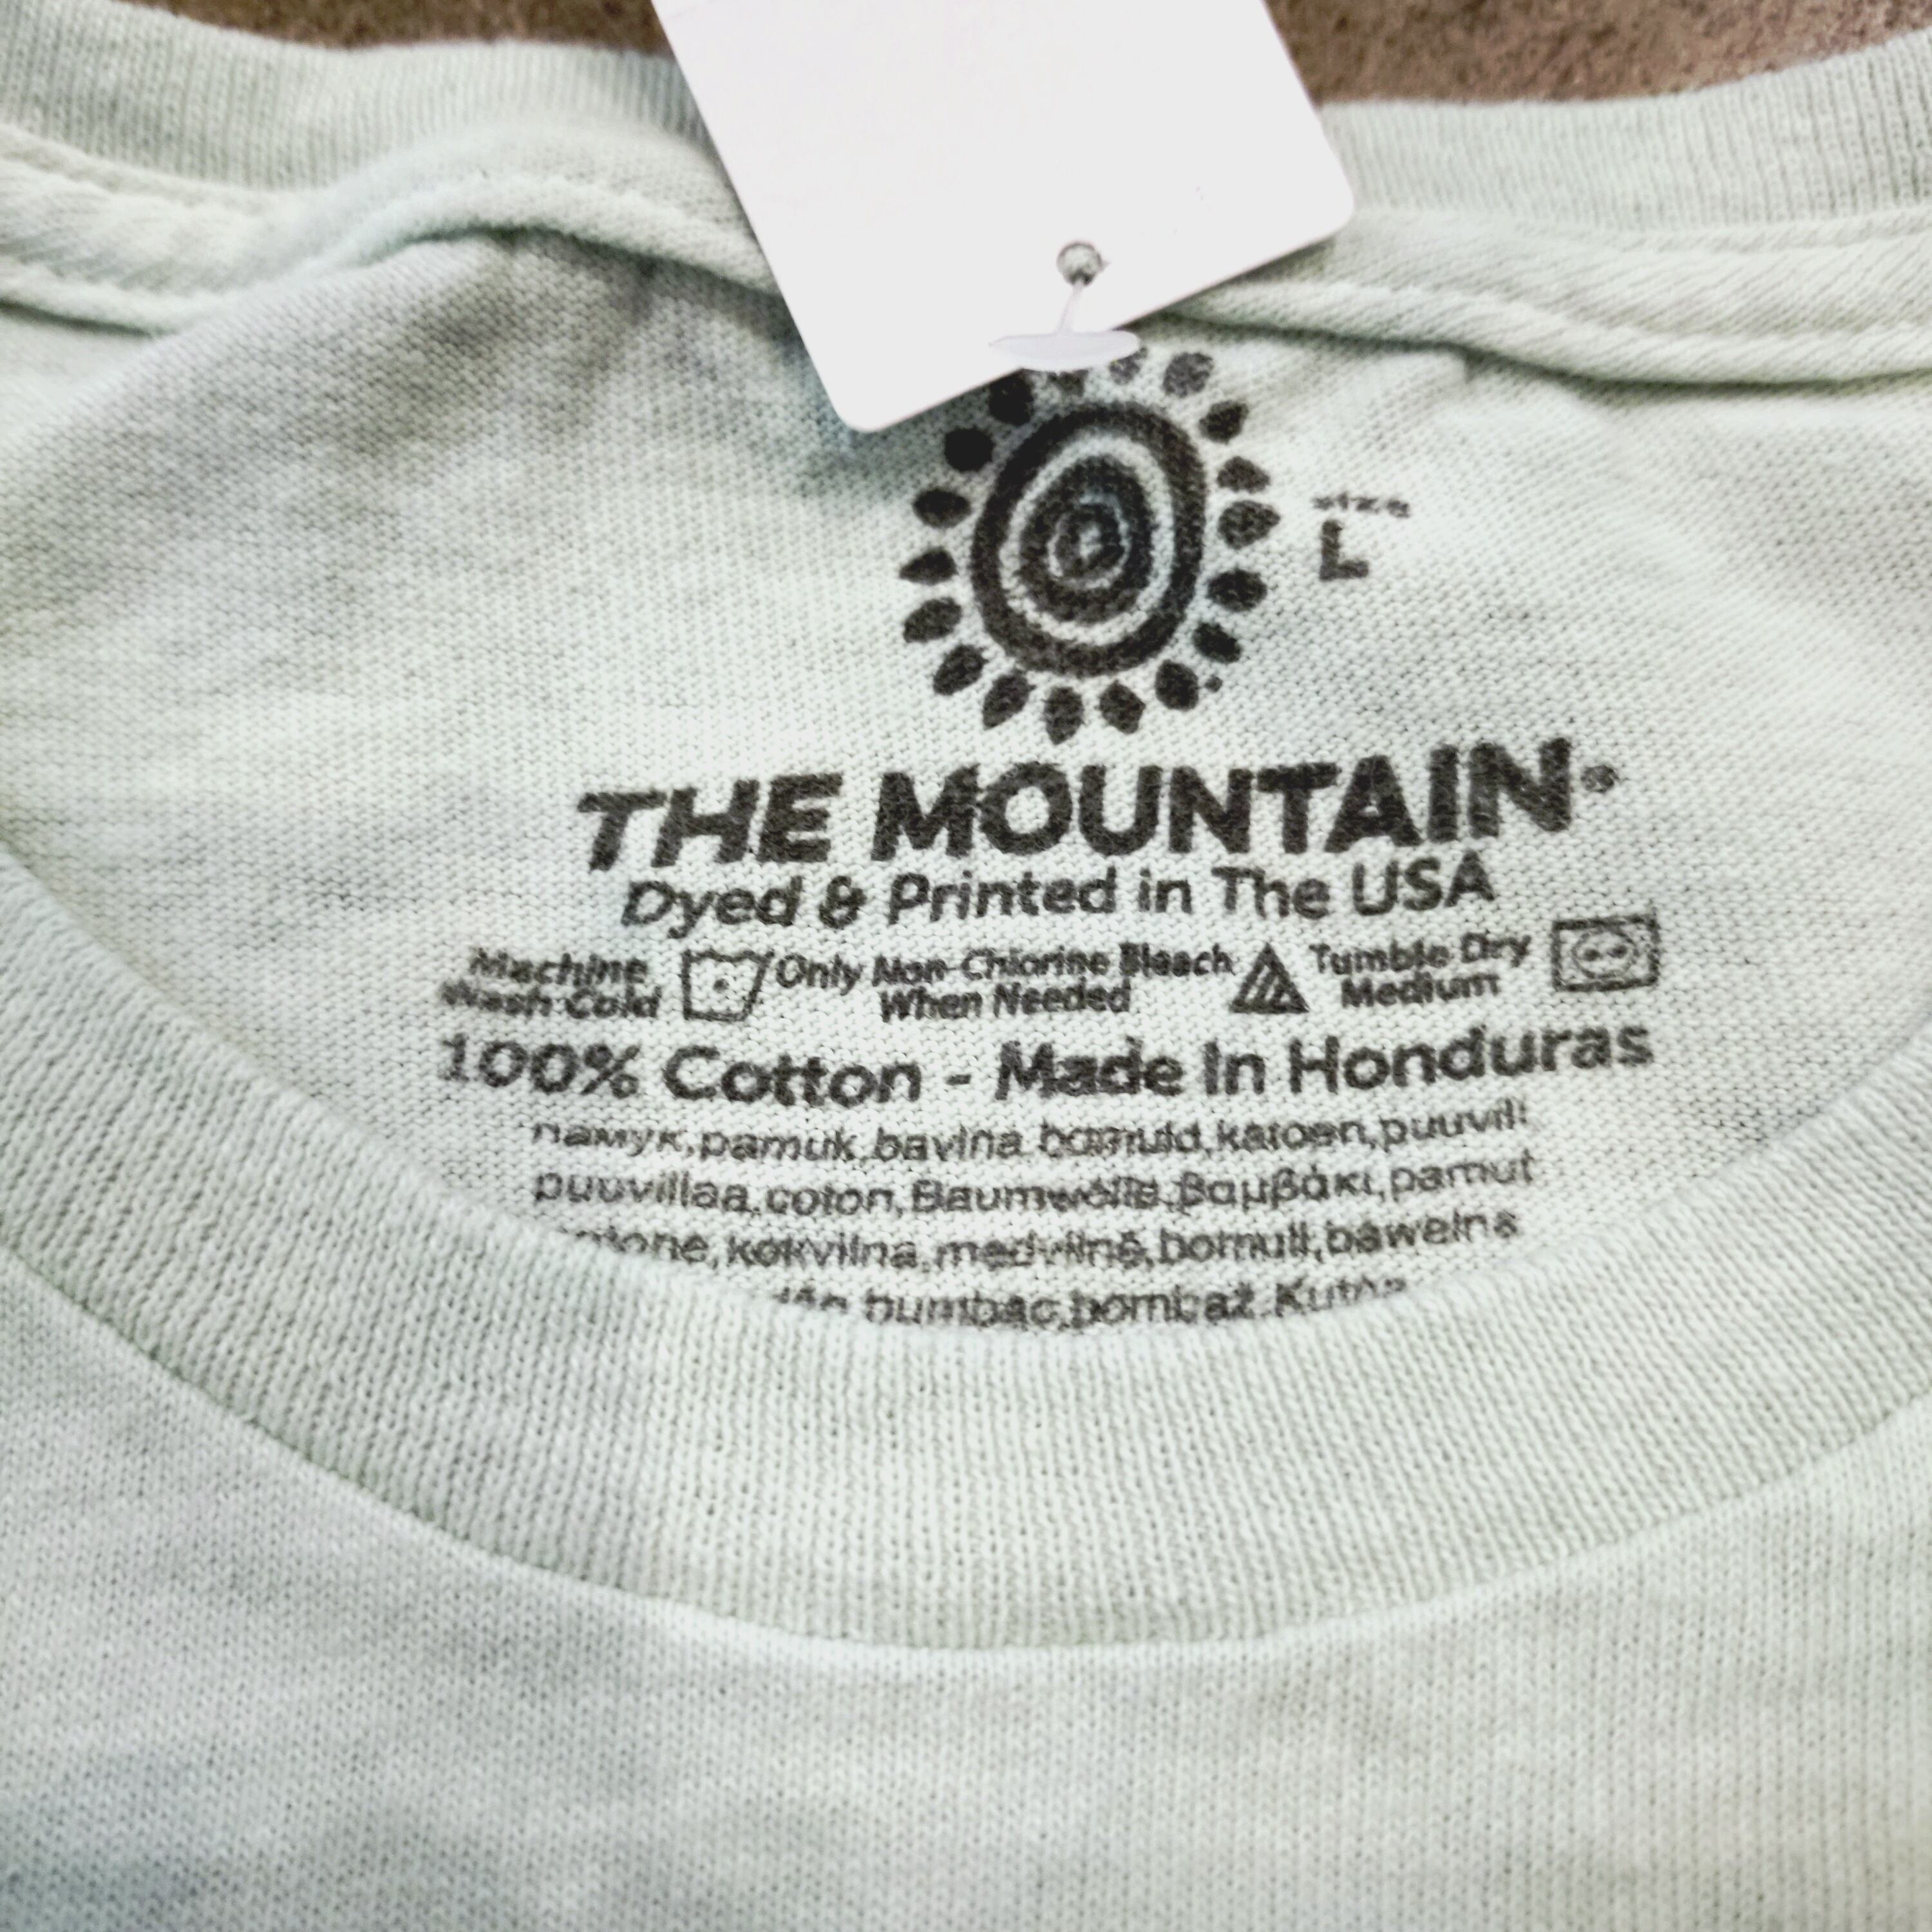 size
L
THE MOUNTAIN®
Dyed & Printed in The USA
Machine Wash Cold
Only Non-Chlorine Bleach When Needed
Tumble Dry Medium
100% Cotton - Made In Honduras
памук,pamuk,bavlna,bomuld,katoen,puuvill
puuvillaa,coton,Baumwolle,βαμβάκι,pamut
kokvilna,medvilnė,bomull,bawełna
bumbac,bombaž